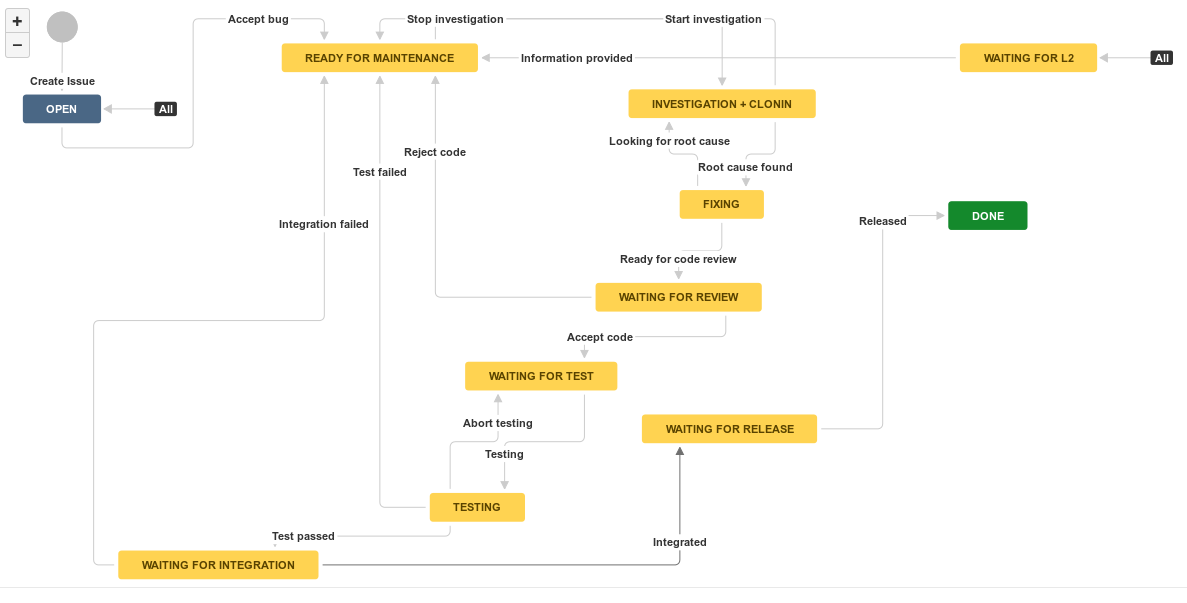 +
Accept bug
Stop investigation
Start investigation
−
READY FOR MAINTENANCE
Information provided
WAITING FOR L2
All
Create Issue
OPEN
All
INVESTIGATION + CLONIN
Looking for root cause
Reject code
Root cause found
Test failed
FIXING
Integration failed
Released
DONE
Ready for code review
WAITING FOR REVIEW
Accept code
WAITING FOR TEST
Abort testing
WAITING FOR RELEASE
Testing
TESTING
Test passed
Integrated
WAITING FOR INTEGRATION